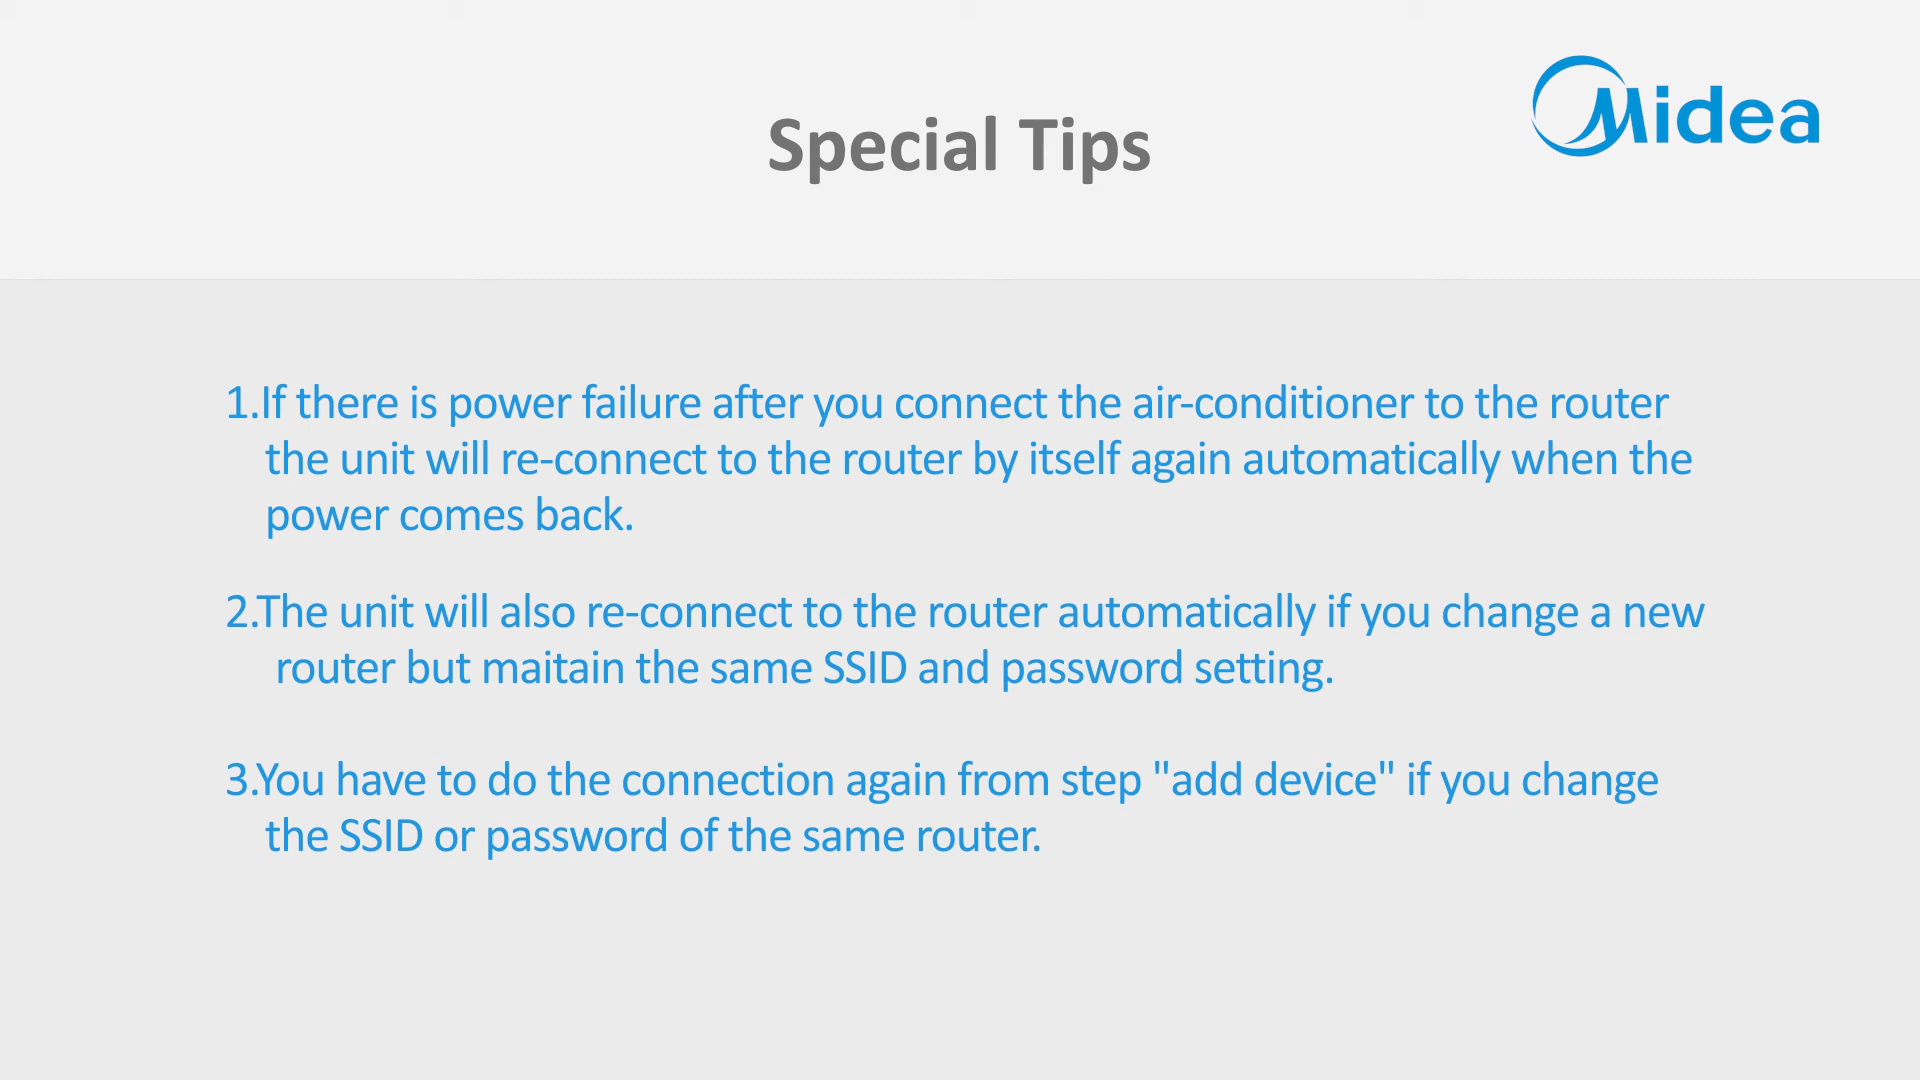 Midea
Special Tips
1.If there is power failure after you connect the air-conditioner to the router
the unit will re-connect to the router by itself again automatically when the
power comes back.
2.The unit will also re-connect to the router automatically if you change a new
router but maitain the same SSID and password setting.
3.You have to do the connection again from step "add device" if you change
the SSID or password of the same router.